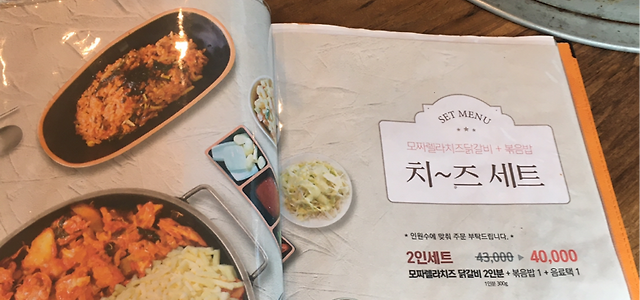 SET MENU
모짜렐라치즈닭갈비 + 볶음밥
치~즈 세트
* 인원수에 맞춰 주문 부탁드립니다. *
2인세트 43,000 ▶ 40,000
모짜렐라치즈 닭갈비 2인분 + 볶음밥 1 + 음료택 1
1인분 300g